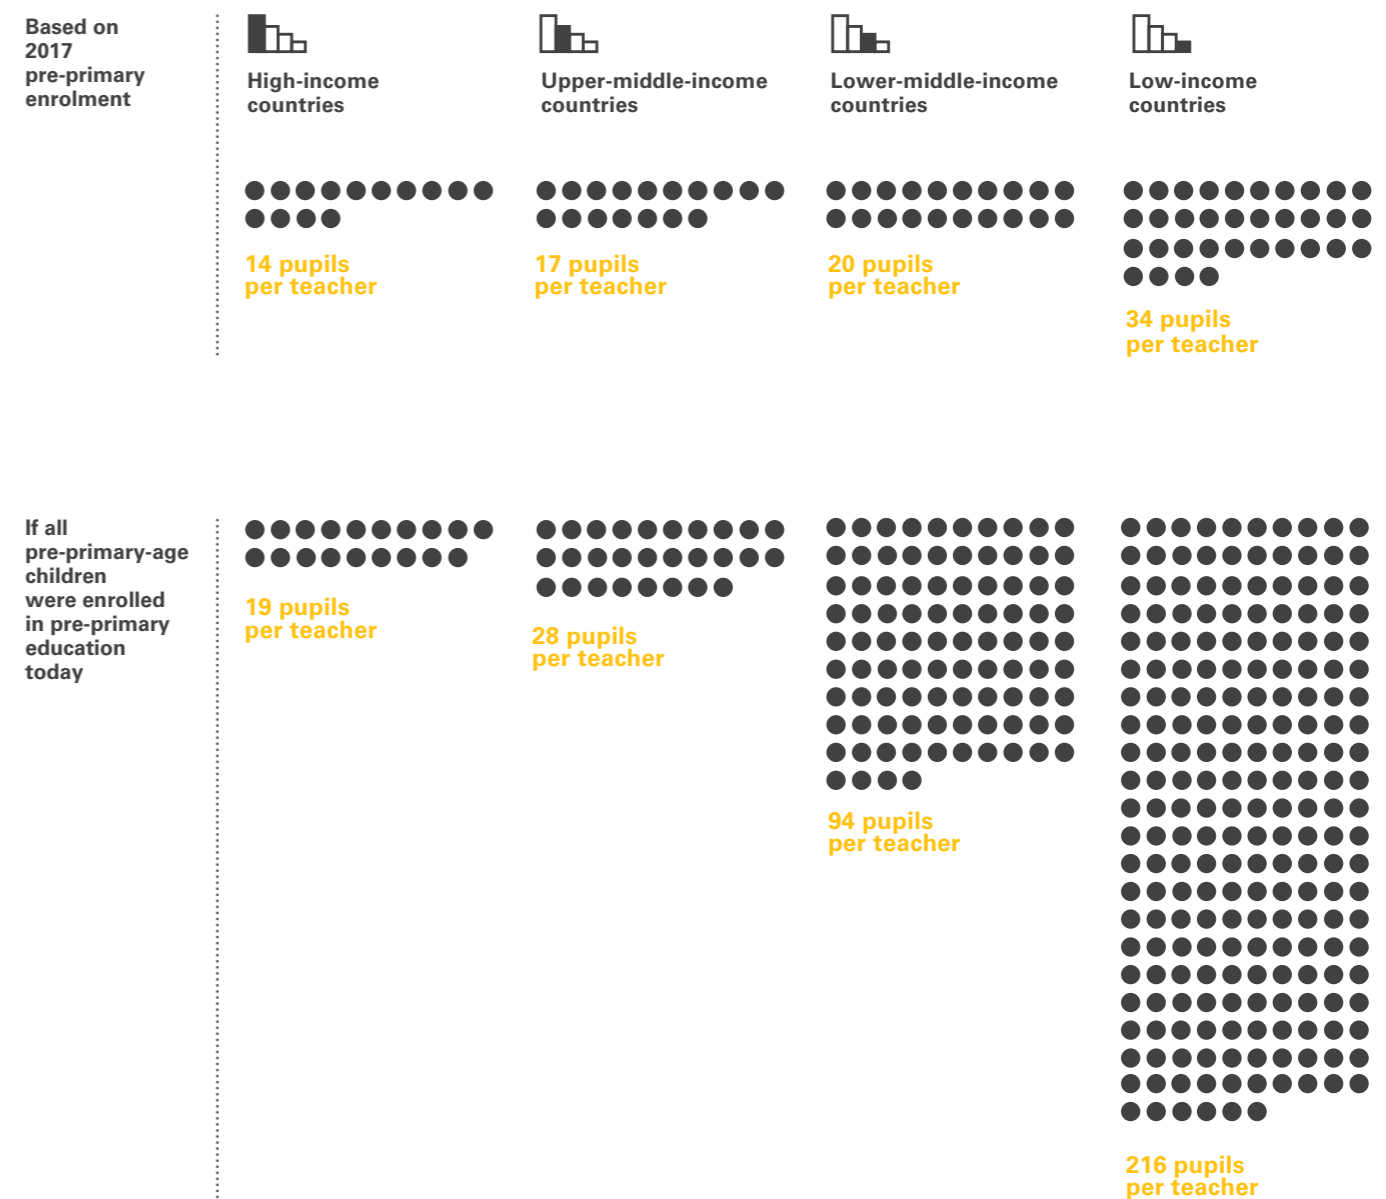 Based on
2017
pre-primary
enrolment
High-income
countries
Upper-middle-income
countries
Lower-middle-income
countries
Low-income
countries
14 pupils
per teacher
17 pupils
per teacher
20 pupils
per teacher
34 pupils
per teacher
If all
pre-primary-age
children
were enrolled
in pre-primary
education
today
19 pupils
per teacher
28 pupils
per teacher
94 pupils
per teacher
216 pupils
per teacher